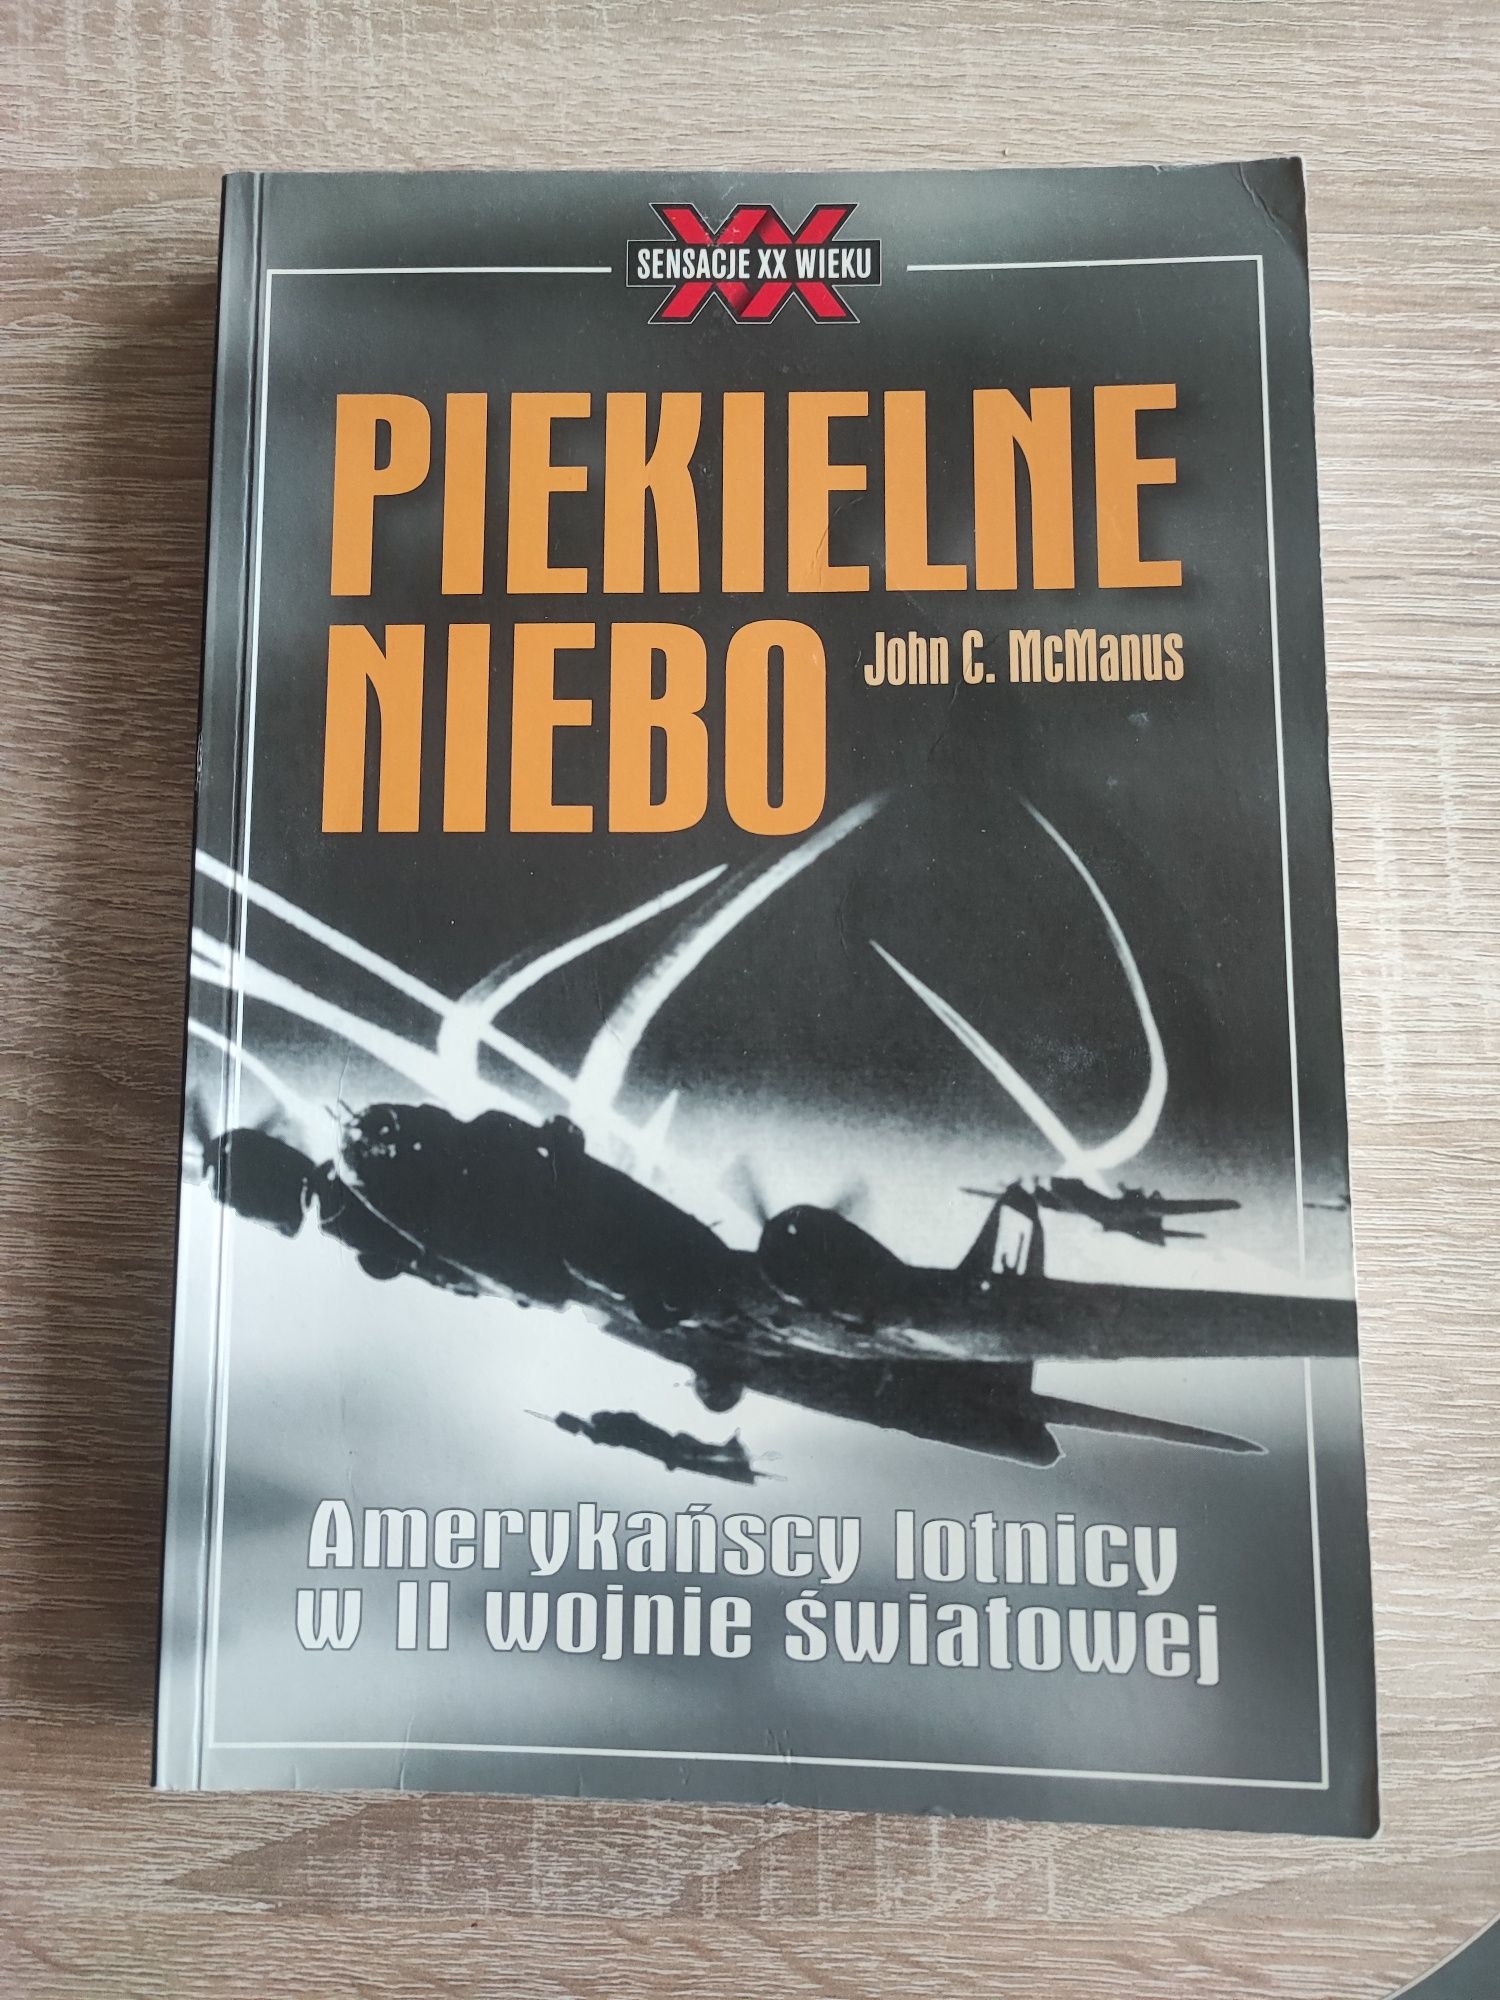 SENSACJE XX WIEKU
PIEKIELNE
NIEBO
John C. McManus
Amerykańscy lotnicy
w II wojnie światowej